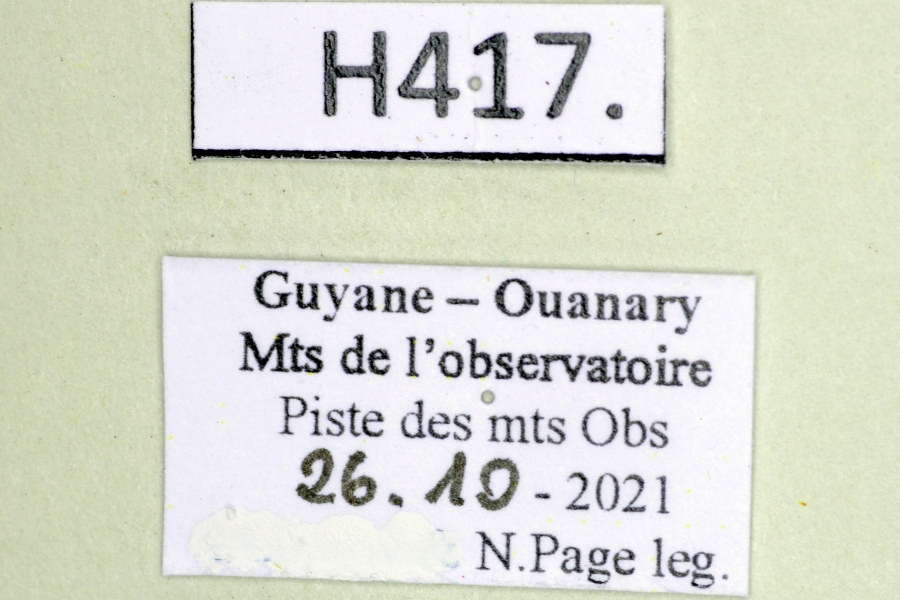 H417.
Guyane – Ouanary
Mts de l’observatoire
Piste des mts Obs
26.10 - 2021
N.Page leg.